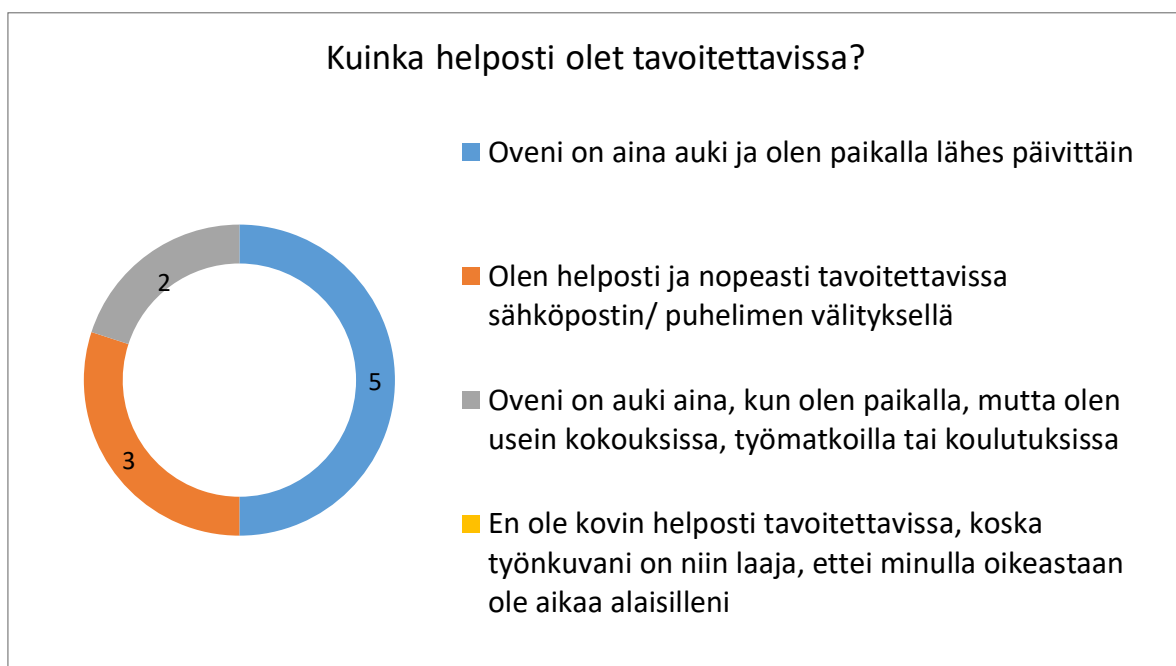 Kuinka helposti olet tavoitettavissa?
Oveni on aina auki ja olen paikalla lähes päivittäin
Olen helposti ja nopeasti tavoitettavissa
sähköpostin/ puhelimen välityksellä
Oveni on auki aina, kun olen paikalla, mutta olen
usein kokouksissa, työmatkoilla tai koulutuksissa
En ole kovin helposti tavoitettavissa, koska
työnkuvani on niin laaja, ettei minulla oikeastaan
ole aikaa alaisilleni
2
5
3